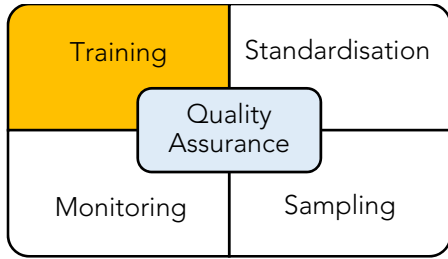 Training
Standardisation
Quality
Assurance
Monitoring
Sampling